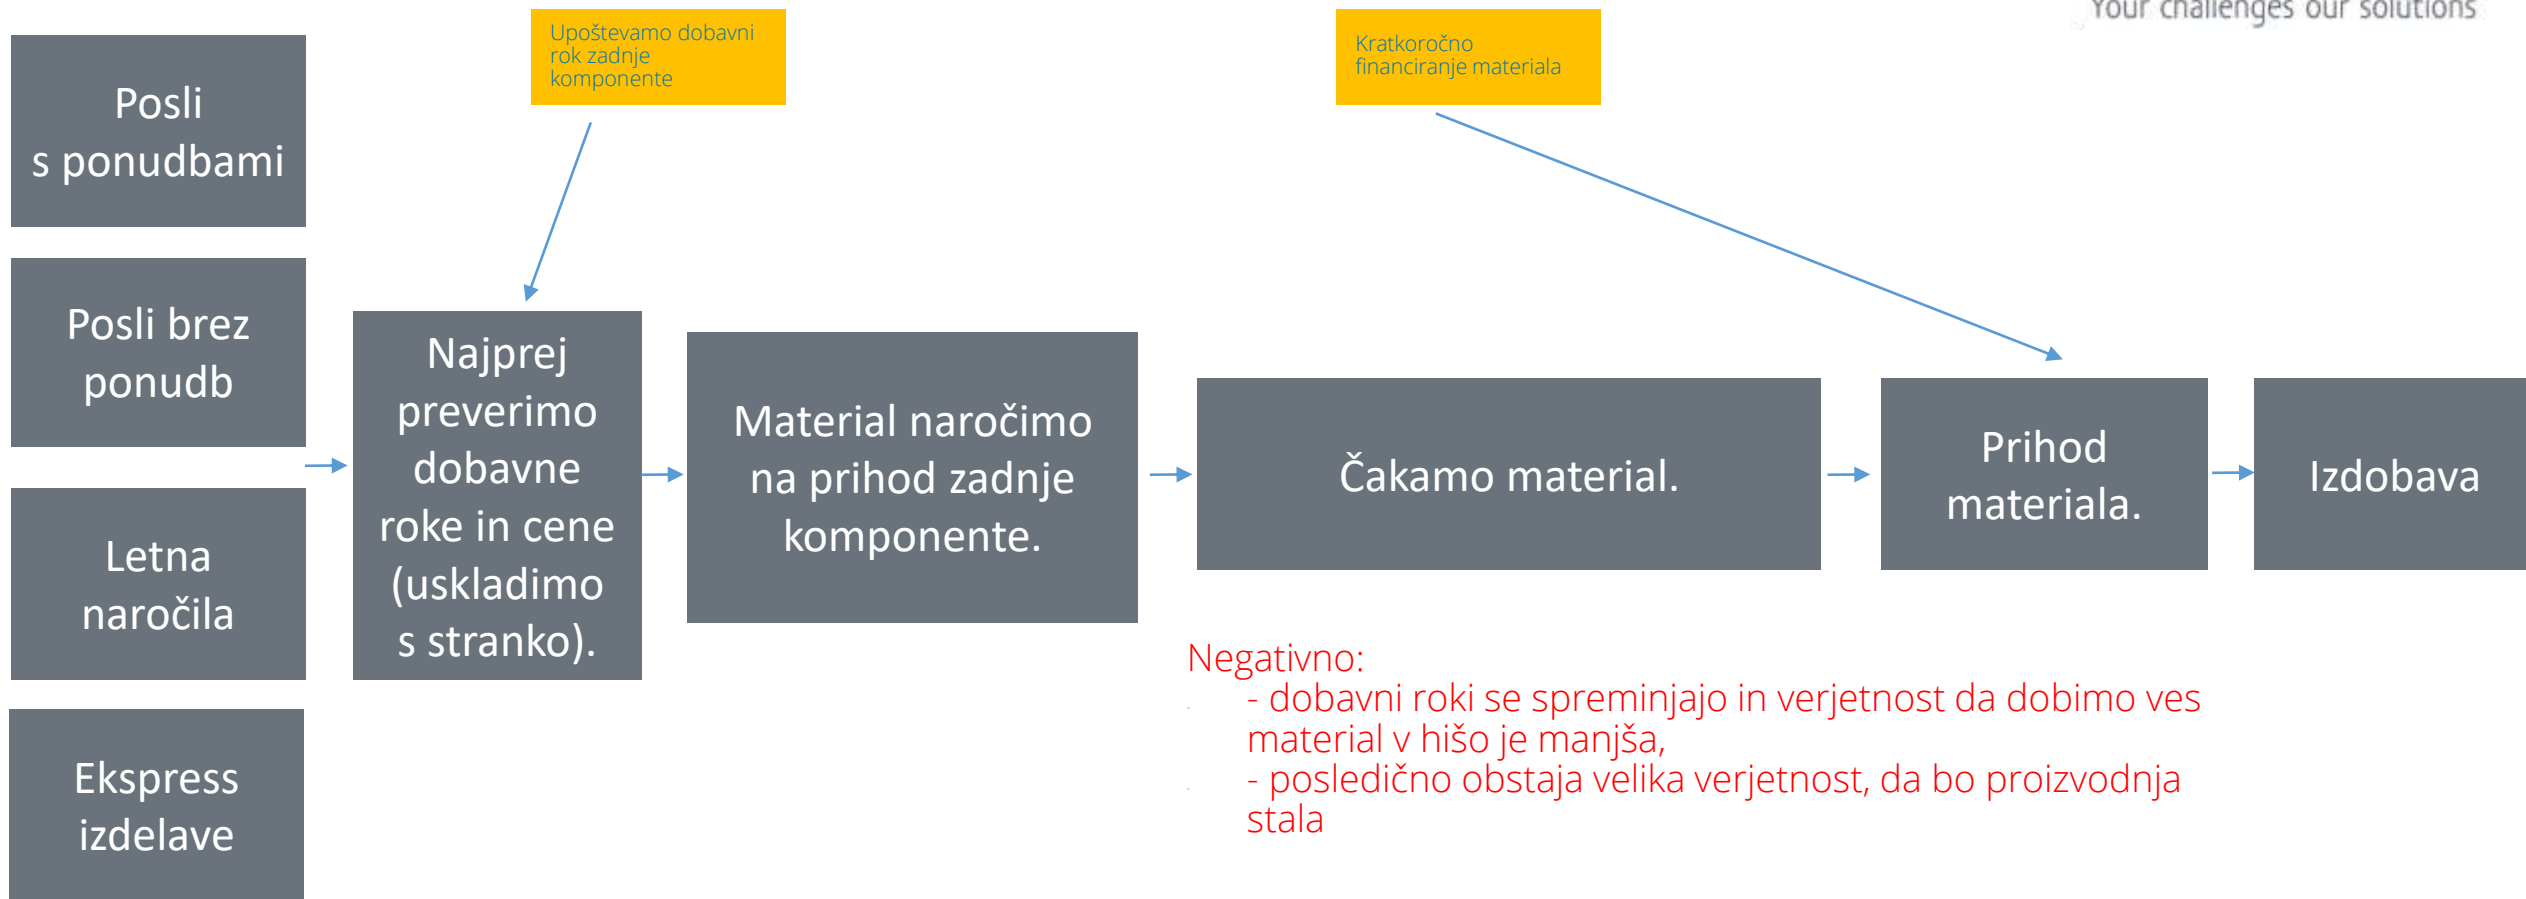 Your challenges our solutions
Upoštevamo dobavni
rok zadnje
komponente
Kratkoročno
financiranje materiala
Posli
s ponudbami
Posli brez
ponudb
Letna
naročila
Ekspress
izdelave
Najprej
preverimo
dobavne
roke in cene
(uskladimo
s stranko).
Material naročimo
na prihod zadnje
komponente.
Čakamo material.
Prihod
materiala.
Izdobava
Negativno:
- dobavni roki se spreminjajo in verjetnost da dobimo ves
material v hišo je manjša,
- posledično obstaja velika verjetnost, da bo proizvodnja
stala